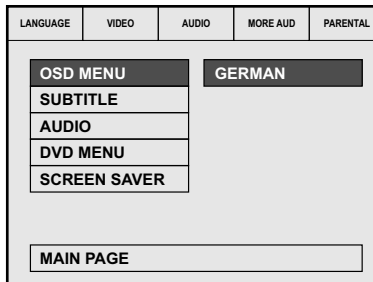 LANGUAGE VIDEO AUDIO MORE AUD PARENTAL
OSD MENU GERMAN
SUBTITLE
AUDIO
DVD MENU
SCREEN SAVER
MAIN PAGE